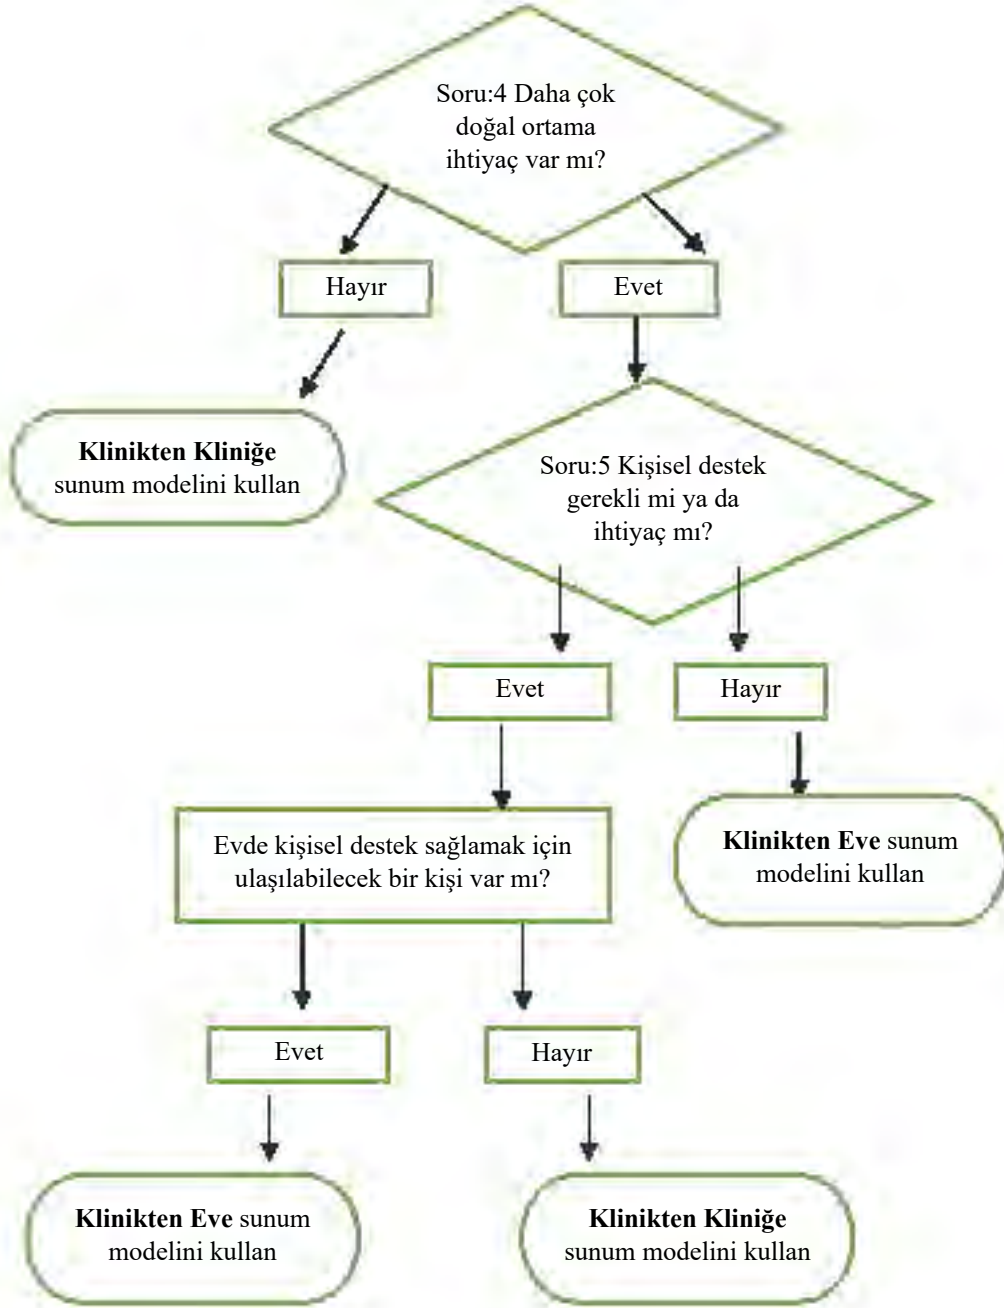 Soru:4 Daha çok
doğal ortama
ihtiyaç var mı?
Hayır
Evet
Klinikten Kliniğe
sunum modelini kullan
Soru:5 Kişisel destek
gerekli mi ya da
ihtiyaç mı?
Evet
Hayır
Evde kişisel destek sağlamak için
ulaşılabilecek bir kişi var mı?
Klinikten Eve sunum
modelini kullan
Evet
Hayır
Klinikten Eve sunum
modelini kullan
Klinikten Kliniğe
sunum modelini kullan